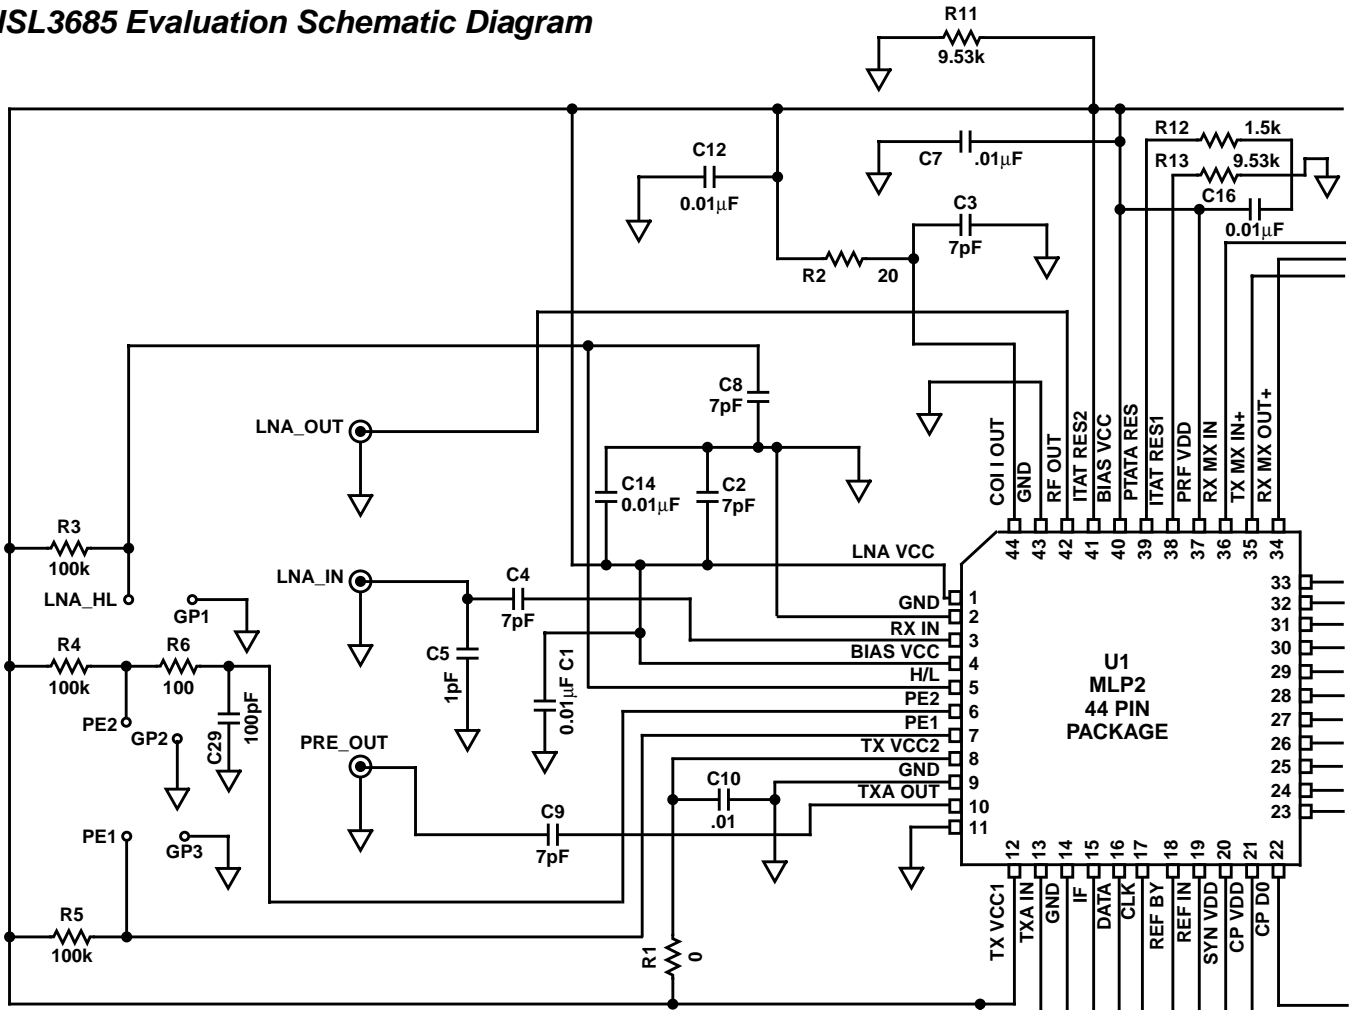 ISL3685 Evaluation Schematic Diagram
R11
9.53k
R12 1.5k
R13 9.53k
C16
0.01µF
C7 .01µF
C12
0.01µF
C3
7pF
R2 20
C8
7pF
LNA_OUT
C14
0.01µF
C2
7pF
COI I OUT
GND
RF OUT
ITAT RES2
BIAS VCC
PTATA RES
ITAT RES1
PRF VDD
RX MX IN
TX MX IN+
RX MX OUT+
44 43 42 41 40 39 38 37 36 35 34
R3
100k
LNA_HL
GP1
LNA_IN
C4
7pF
C5
1pF
0.01µF C1
R4
100k
R6
100
PE2
GP2
C29
100pF
PRE_OUT
C9
7pF
C10
.01
PE1
GP3
R5
100k
R1
0
LNA VCC
GND
RX IN
BIAS VCC
H/L
PE2
PE1
TX VCC2
GND
TXA OUT
1
2
3
4
5
6
7
8
9
10
11
U1
MLP2
44 PIN
PACKAGE
33
32
31
30
29
28
27
26
25
24
23
12 13 14 15 16 17 18 19 20 21 22
TX VCC1
TXA IN
GND
IF
DATA
CLK
REF BY
REF IN
SYN VDD
CP VDD
CP D0